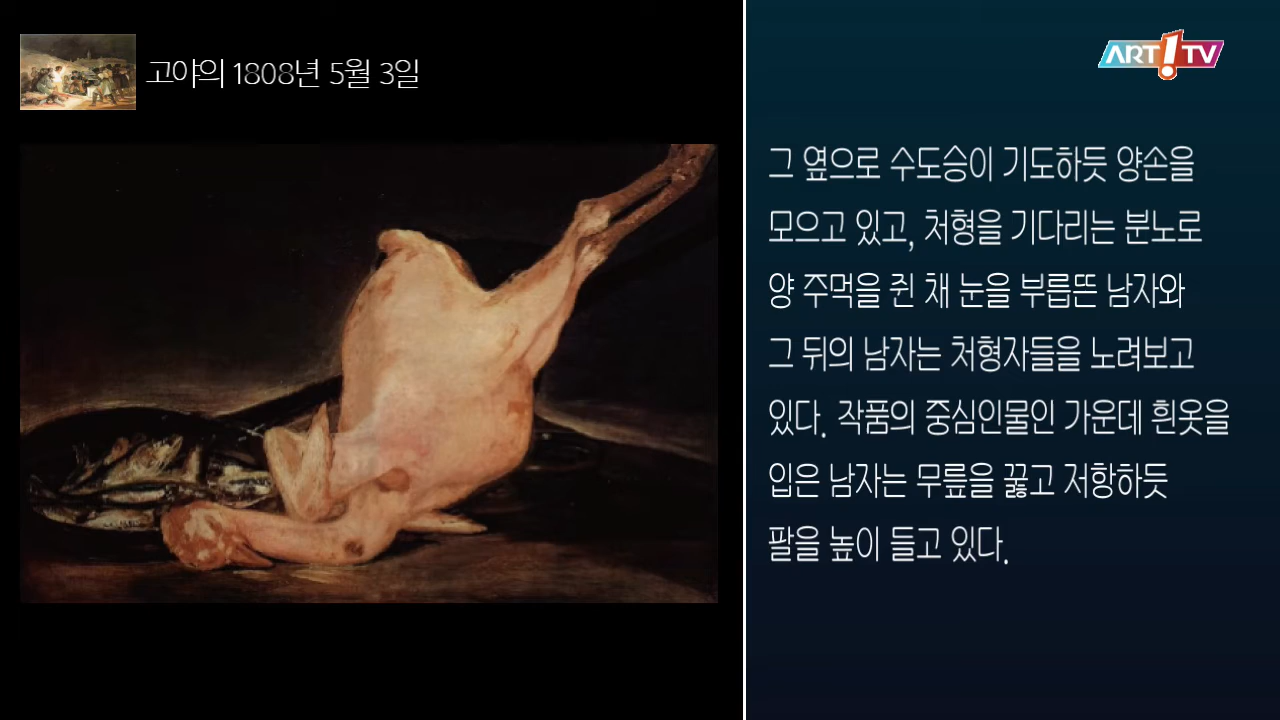 고야의 1808년 5월 3일
ART!TV
그 옆으로 수도승이 기도하듯 양손을
모으고 있고, 처형을 기다리는 분노로
양 주먹을 쥔 채 눈을 부릅뜬 남자와
그 뒤의 남자는 처형자들을 노려보고
있다. 작품의 중심인물인 가운데 흰옷을
입은 남자는 무릎을 꿇고 저항하듯
팔을 높이 들고 있다.